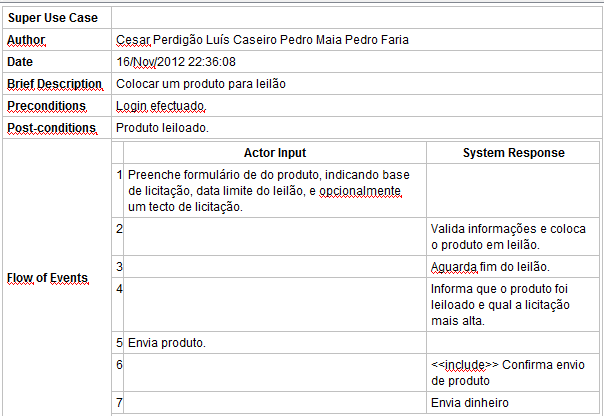 Super Use Case
Author Cesar Perdigão Luís Caseiro Pedro Maia Pedro Faria
Date 16/Nov/2012 22:36:08
Brief Description Colocar um produto para leilão
Preconditions Login efectuado.
Post-conditions Produto leiloado.
Flow of Events
Actor Input System Response
1 Preenche formulário de do produto, indicando base
de licitação, data limite do leilão, e opcionalmente
um tecto de licitação.
2 Valida informações e coloca
o produto em leilão.
3 Aguarda fim do leilão.
4 Informa que o produto foi
leiloado e qual a licitação
mais alta.
5 Envia produto.
6 <<include>> Confirma envio
de produto
7 Envia dinheiro